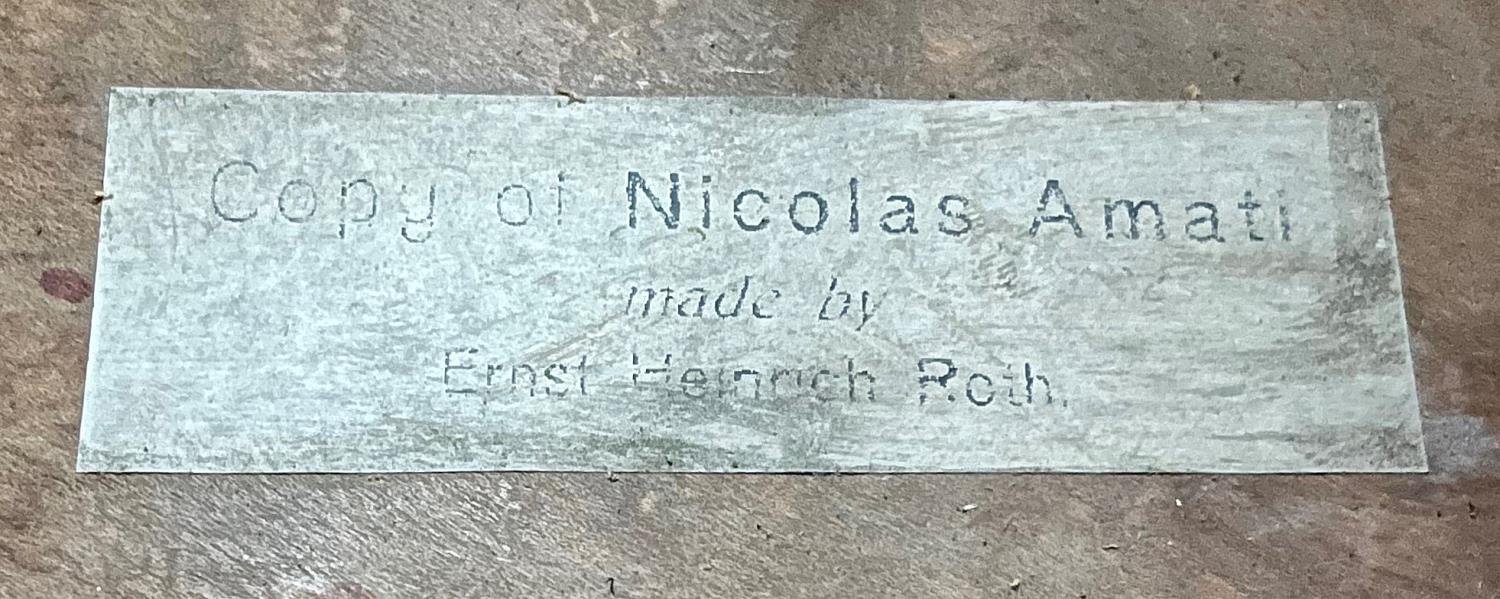 Copy of Nicolas Amati
made by
Ernst Heinrich Roth.